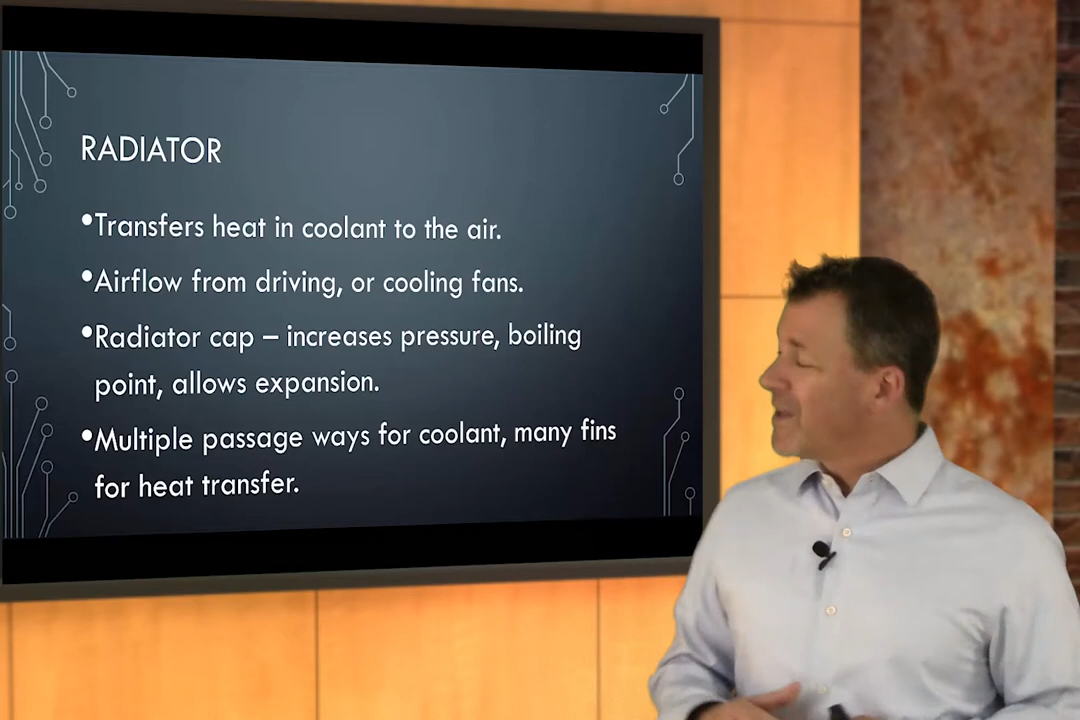 RADIATOR
•Transfers heat in coolant to the air.
•Airflow from driving, or cooling fans.
•Radiator cap – increases pressure, boiling
point, allows expansion.
•Multiple passage ways for coolant, many fins
for heat transfer.